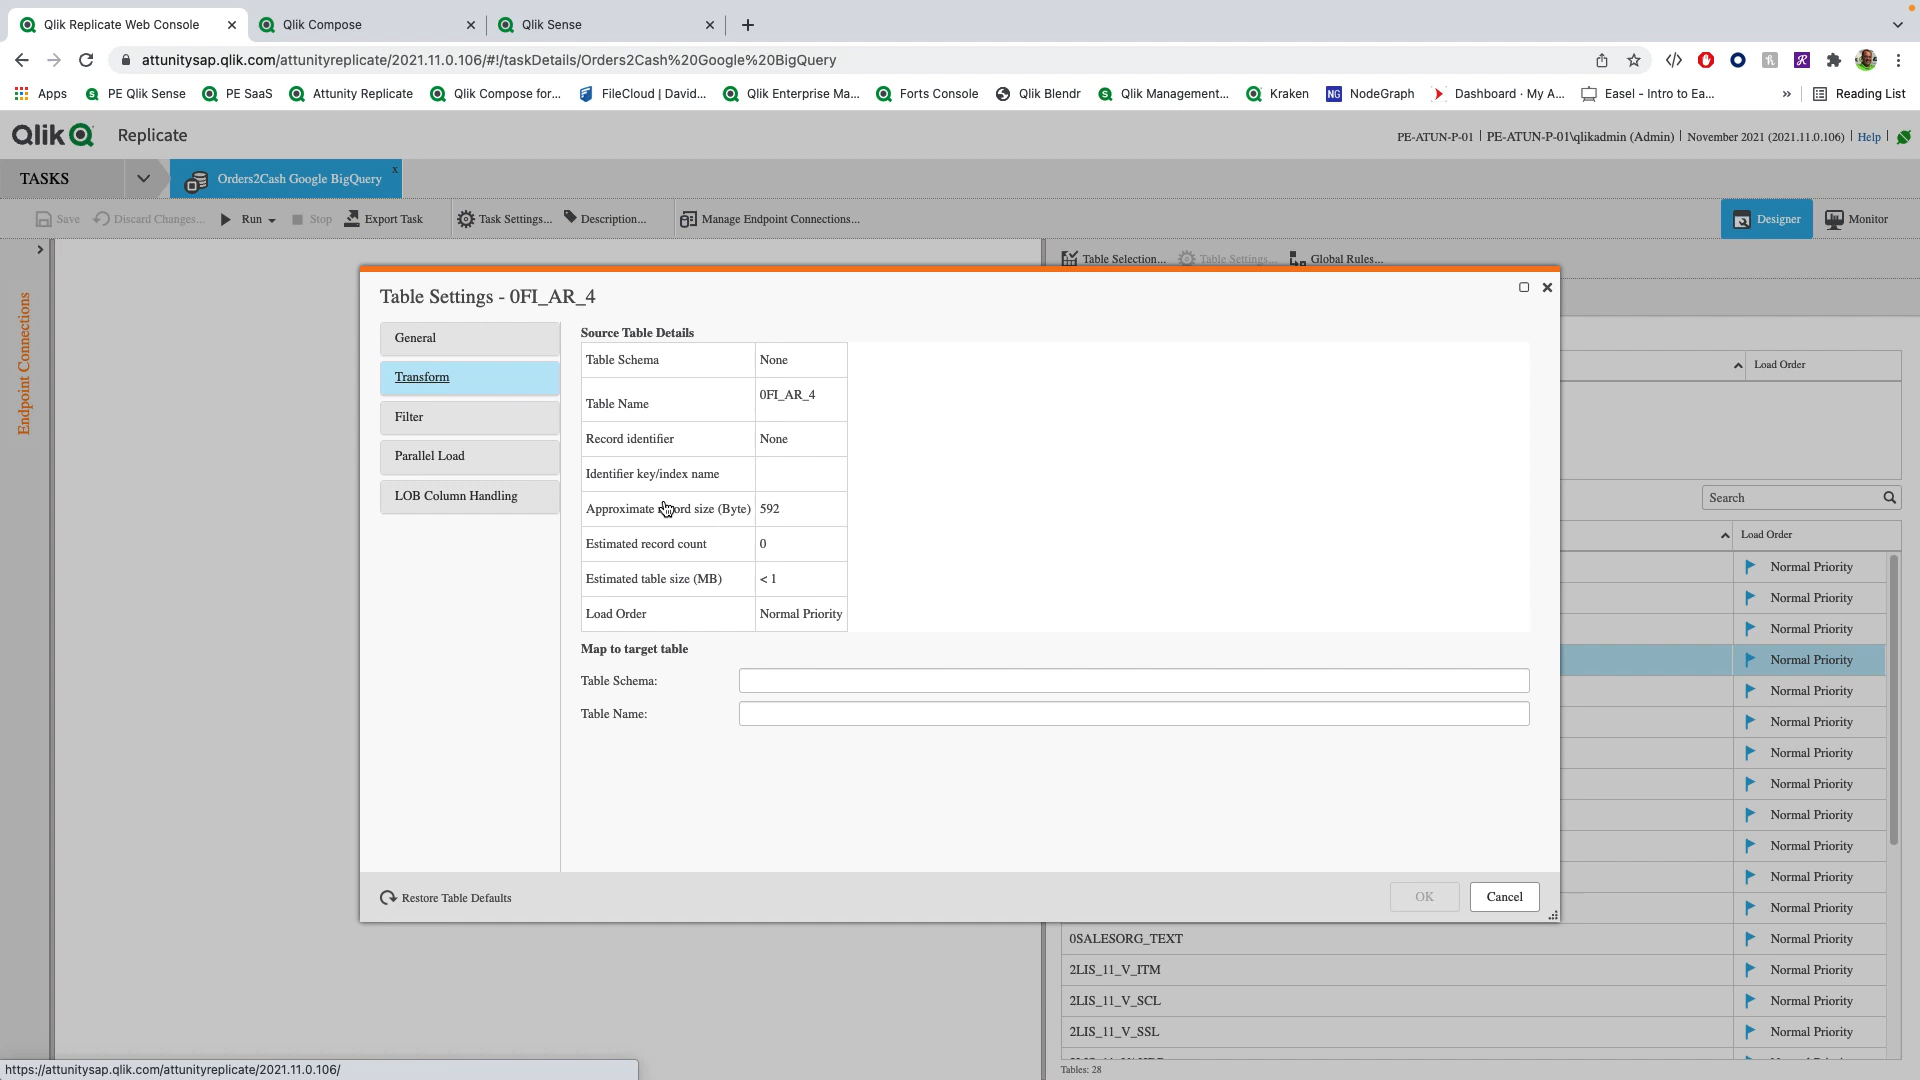 Qlik Replicate Web Console
Qlik Compose
Qlik Sense
attunitysap.qlik.com/attunityreplicate/2021.11.0.106/#!/taskDetails/Orders2Cash%20Google%20BigQuery
Apps
PE Qlik Sense
PE SaaS
Attunity Replicate
Qlik Compose for...
FileCloud | David...
Qlik Enterprise Ma...
Forts Console
Qlik Blendr
Qlik Management...
Kraken
NG NodeGraph
Dashboard · My A...
Easel - Intro to Ea...
»
Reading List
Qlik Replicate
PE-ATUN-P-01 | PE-ATUN-P-01\qlikadmin (Admin) | November 2021 (2021.11.0.106) | Help
TASKS
Orders2Cash Google BigQuery
x
Save
Discard Changes...
Run
Stop
Export Task
Task Settings...
Description...
Manage Endpoint Connections...
Designer
Monitor
Endpoint Connections
Table Selection...
Table Settings...
Global Rules...
Table Settings - 0FI_AR_4
General
Transform
Filter
Parallel Load
LOB Column Handling
Source Table Details
Table Schema None
Table Name 0FI_AR_4
Record identifier None
Identifier key/index name
Approximate record size (Byte) 592
Estimated record count 0
Estimated table size (MB) < 1
Load Order Normal Priority
Map to target table
Table Schema:
Table Name:
Restore Table Defaults
OK
Cancel
Load Order
Search
Load Order
Normal Priority
Normal Priority
Normal Priority
Normal Priority
Normal Priority
Normal Priority
Normal Priority
Normal Priority
Normal Priority
Normal Priority
Normal Priority
Normal Priority
0SALESORG_TEXT Normal Priority
2LIS_11_V_ITM Normal Priority
2LIS_11_V_SCL Normal Priority
2LIS_11_V_SSL Normal Priority
Tables: 28
https://attunitysap.qlik.com/attunityreplicate/2021.11.0.106/